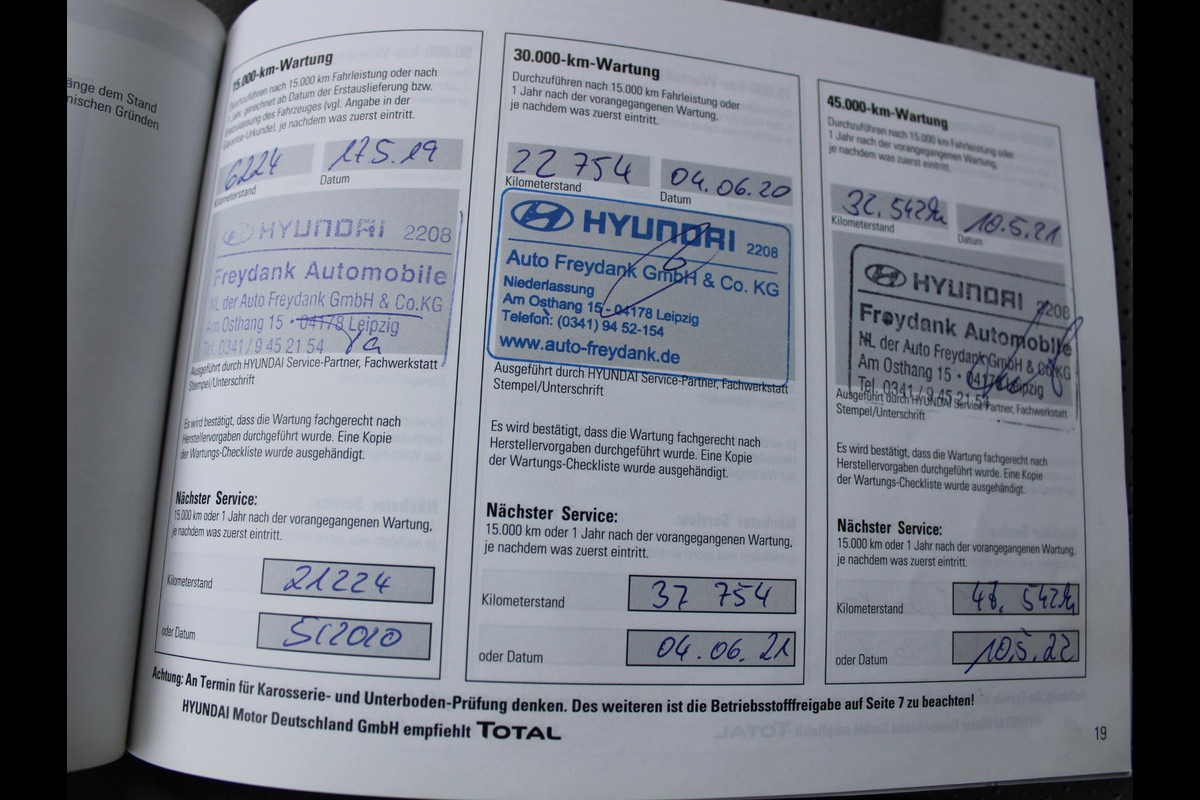 änge dem Stand
nischen Gründen
15.000-km-Wartung
Durchzuführen nach 15.000 km Fahrleistung oder nach
1 Jahr, gerechnet ab Datum der Erstauslieferung bzw.
Erstzulassung des Fahrzeuges (vgl. Angabe in der
Garantie-Urkunde), je nachdem was zuerst eintritt.
6224 17.5.19
Kilometerstand Datum
HYUNDAI 2208
Freydank Automobile
NL der Auto Freydank GmbH & Co.KG
Am Osthang 15 • 04178 Leipzig
Tel. 0341 / 9 45 21 54
Ausgeführt durch HYUNDAI Service-Partner, Fachwerkstatt
Stempel/Unterschrift
Es wird bestätigt, dass die Wartung fachgerecht nach
Herstellervorgaben durchgeführt wurde. Eine Kopie
der Wartungs-Checkliste wurde ausgehändigt.
Nächster Service:
15.000 km oder 1 Jahr nach der vorangegangenen Wartung,
je nachdem was zuerst eintritt.
Kilometerstand 21224
oder Datum 5/2020
30.000-km-Wartung
Durchzuführen nach 15.000 km Fahrleistung oder
1 Jahr nach der vorangegangenen Wartung,
je nachdem was zuerst eintritt.
22 754 04.06.20
Kilometerstand Datum
HYUNDAI 2208
Auto Freydank GmbH & Co. KG
Niederlassung
Am Osthang 15 - 04178 Leipzig
Telefon: (0341) 94 52-154
www.auto-freydank.de
Ausgeführt durch HYUNDAI Service-Partner, Fachwerkstatt
Stempel/Unterschrift
Es wird bestätigt, dass die Wartung fachgerecht nach
Herstellervorgaben durchgeführt wurde. Eine Kopie
der Wartungs-Checkliste wurde ausgehändigt.
Nächster Service:
15.000 km oder 1 Jahr nach der vorangegangenen Wartung,
je nachdem was zuerst eintritt.
Kilometerstand 37 754
oder Datum 04.06.21
45.000-km-Wartung
Durchzuführen nach 15.000 km Fahrleistung oder
1 Jahr nach der vorangegangenen Wartung,
je nachdem was zuerst eintritt.
32.542km 10.5.21
Kilometerstand Datum
HYUNDAI 2208
Freydank Automobile
NL der Auto Freydank GmbH & Co.KG
Am Osthang 15 • 04178 Leipzig
Tel. 0341 / 9 45 21 54
Ausgeführt durch HYUNDAI Service-Partner, Fachwerkstatt
Stempel/Unterschrift
Es wird bestätigt, dass die Wartung fachgerecht nach
Herstellervorgaben durchgeführt wurde. Eine Kopie
der Wartungs-Checkliste wurde ausgehändigt.
Nächster Service:
15.000 km oder 1 Jahr nach der vorangegangenen Wartung,
je nachdem was zuerst eintritt.
Kilometerstand 47.542km
oder Datum 10.5.22
Achtung: An Termin für Karosserie- und Unterboden-Prüfung denken. Des weiteren ist die Betriebsstofffreigabe auf Seite 7 zu beachten!
HYUNDAI Motor Deutschland GmbH empfiehlt TOTAL
19